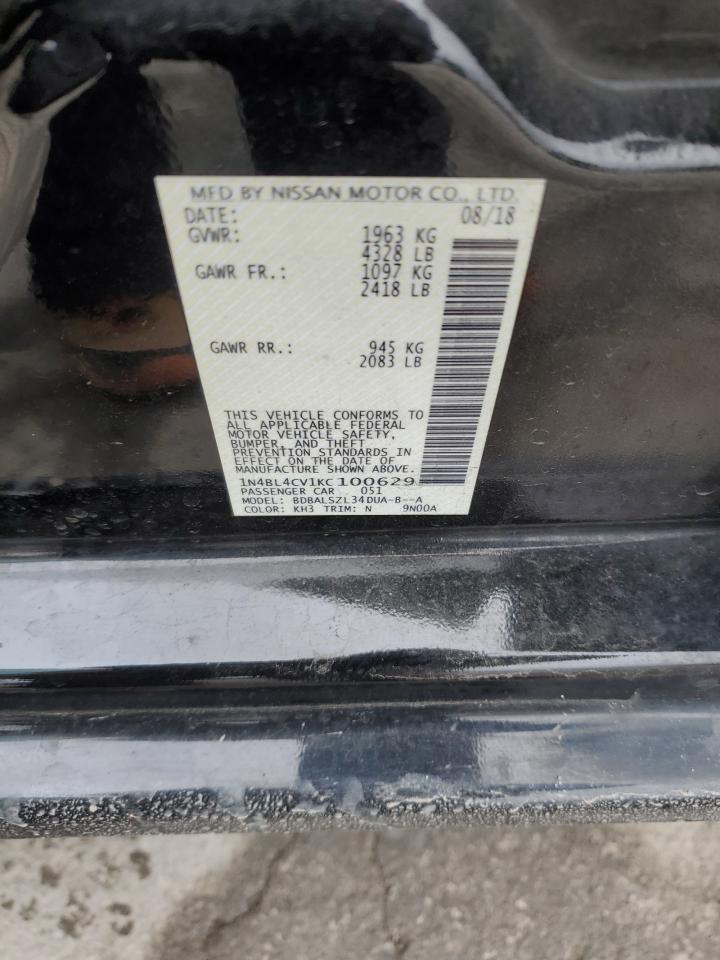 MFD BY NISSAN MOTOR CO., LTD.
DATE: 08/18
GVWR: 1963 KG
4328 LB
GAWR FR.: 1097 KG
2418 LB
GAWR RR.: 945 KG
2083 LB
THIS VEHICLE CONFORMS TO
ALL APPLICABLE FEDERAL
MOTOR VEHICLE SAFETY,
BUMPER, AND THEFT
PREVENTION STANDARDS IN
EFFECT ON THE DATE OF
MANUFACTURE SHOWN ABOVE.
1N4BL4CV1KC100629
PASSENGER CAR 051
MODEL: BDBALSZL34DUA-B--A
COLOR: KH3 TRIM: N 9N00A